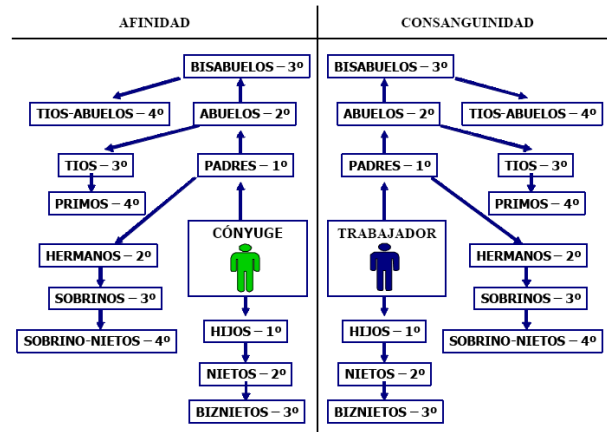 AFINIDAD
CONSANGUINIDAD
BISABUELOS – 3º
BISABUELOS – 3º
TIOS-ABUELOS – 4º
ABUELOS – 2º
ABUELOS – 2º
TIOS-ABUELOS – 4º
TIOS – 3º
PADRES – 1º
PADRES – 1º
TIOS – 3º
PRIMOS – 4º
PRIMOS – 4º
CÓNYUGE
TRABAJADOR
HERMANOS – 2º
HERMANOS – 2º
SOBRINOS – 3º
SOBRINOS – 3º
HIJOS – 1º
HIJOS – 1º
SOBRINO-NIETOS – 4º
SOBRINO-NIETOS – 4º
NIETOS – 2º
NIETOS – 2º
BIZNIETOS – 3º
BIZNIETOS – 3º